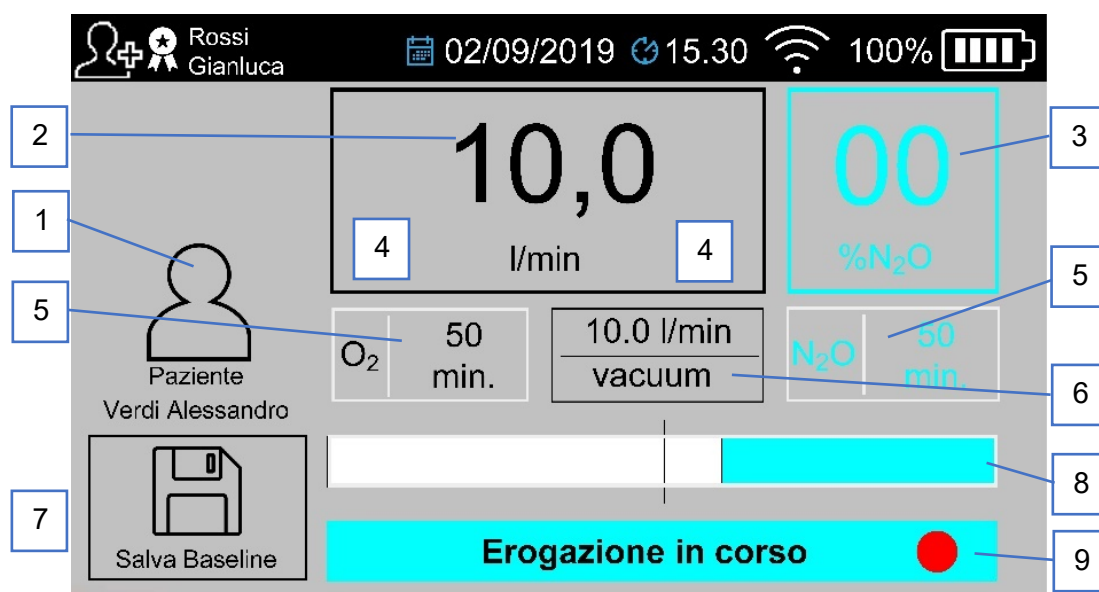 Rossi
Gianluca
02/09/2019
15.30
100%
2
10,0
4
l/min
4
00
%N₂O
3
1
5
O₂
50
min.
10.0 l/min
vacuum
N₂O
50
min.
5
6
Paziente
Verdi Alessandro
8
7
Salva Baseline
Erogazione in corso
9